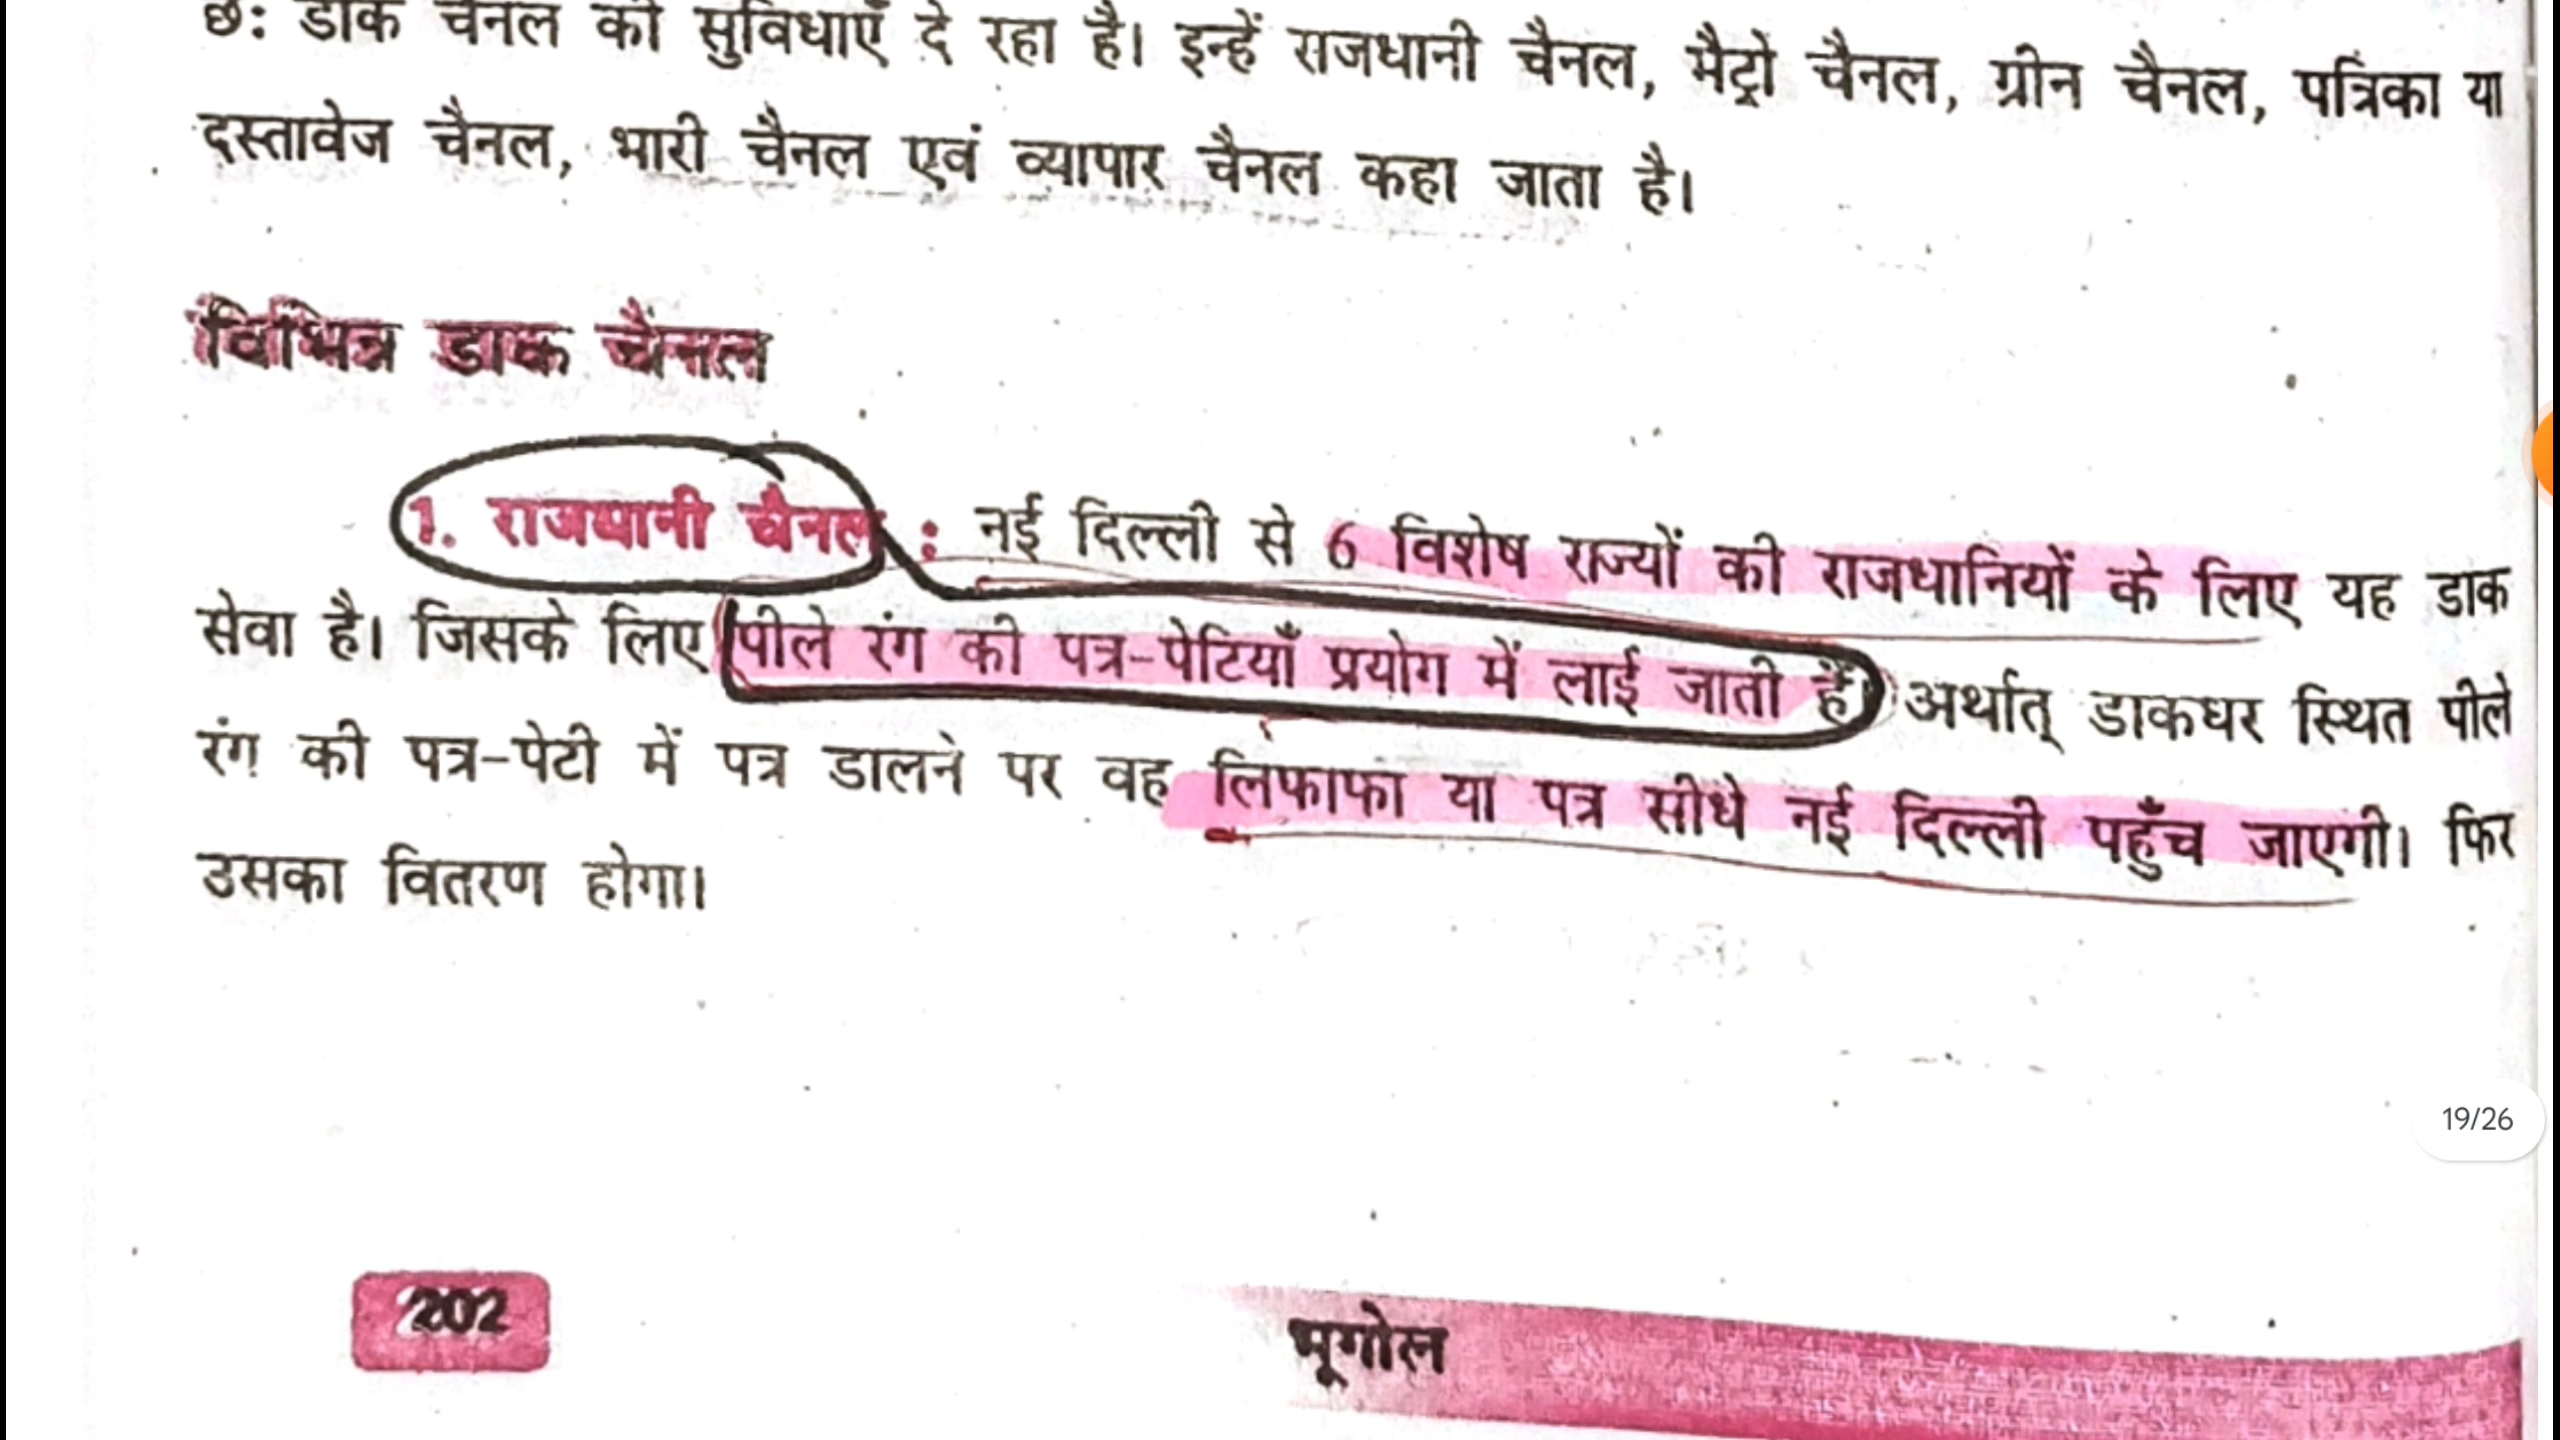 छ: डाक चैनल की सुविधाएँ दे रहा है। इन्हें राजधानी चैनल, मैट्रो चैनल, ग्रीन चैनल, पत्रिका या
दस्तावेज चैनल, भारी चैनल एवं व्यापार चैनल कहा जाता है।
विभिन्न डाक चैनल
1. राजधानी चैनल : नई दिल्ली से 6 विशेष राज्यों की राजधानियों के लिए यह डाक
सेवा है। जिसके लिए पीले रंग की पत्र-पेटियाँ प्रयोग में लाई जाती हैं। अर्थात् डाकघर स्थित पीले
रंग की पत्र-पेटी में पत्र डालने पर वह लिफाफा या पत्र सीधे नई दिल्ली पहुँच जाएगी। फिर
उसका वितरण होगा।
19/26
202
भूगोल